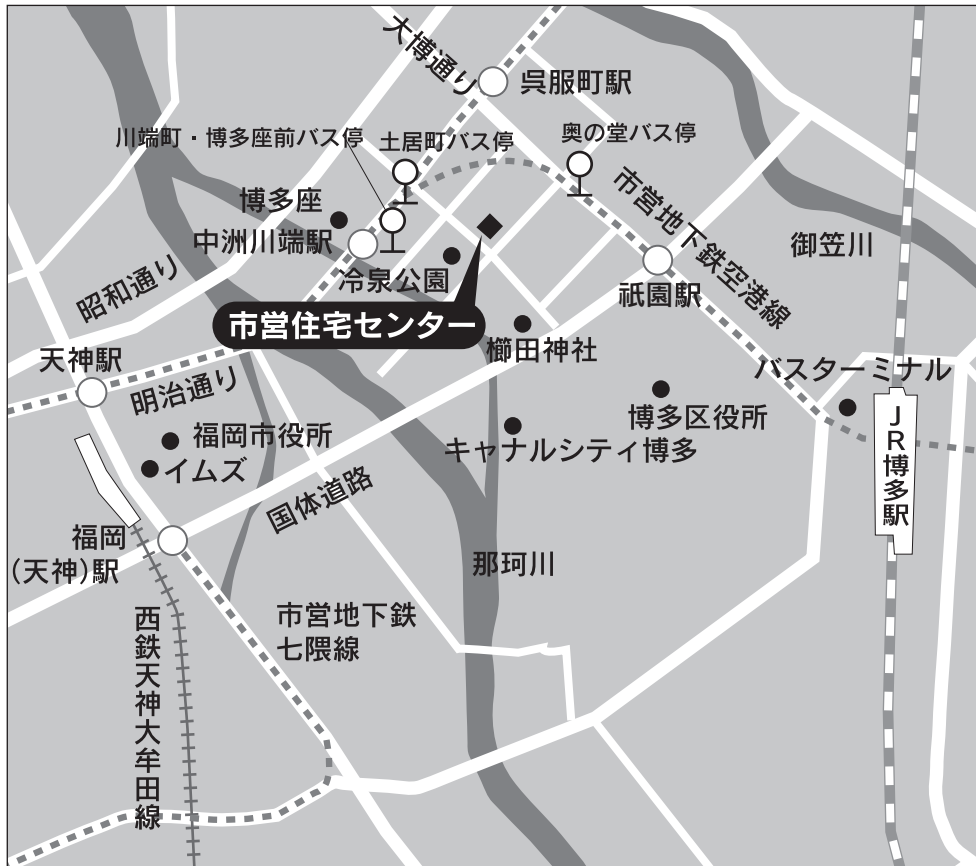 大博通り
呉服町駅
川端町・博多座前バス停
土居町バス停
奥の堂バス停
博多座
中洲川端駅
市営地下鉄空港線
御笠川
昭和通り
冷泉公園
祇園駅
市営住宅センター
櫛田神社
天神駅
明治通り
バスターミナル
博多区役所
福岡市役所
キャナルシティ博多
イムズ
JR博多駅
国体道路
福岡
(天神)駅
那珂川
市営地下鉄
七隈線
西鉄天神大牟田線